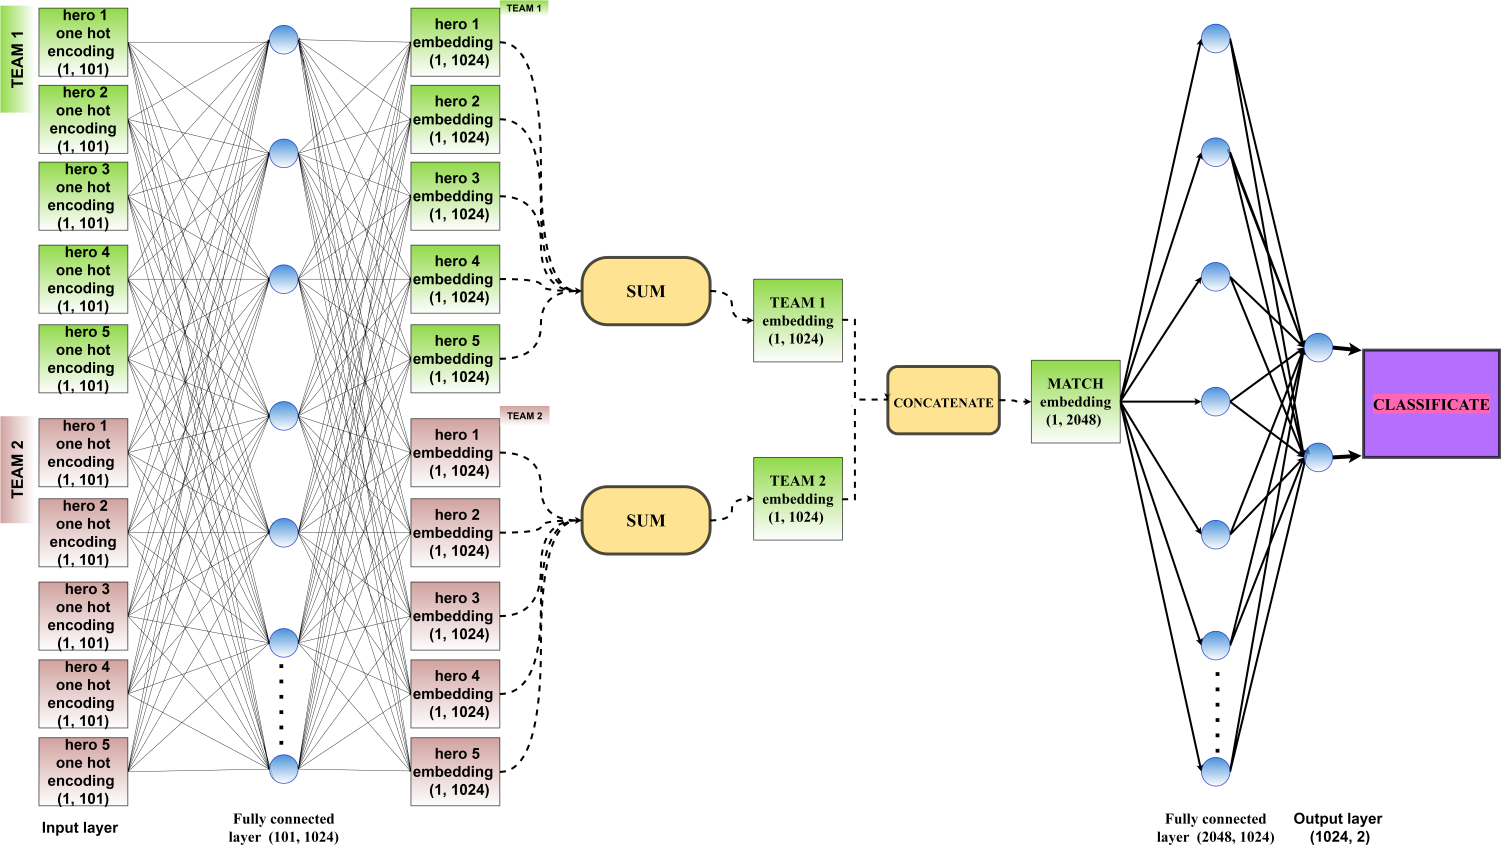 TEAM 1
hero 1
one hot
encoding
(1, 101)
hero 2
one hot
encoding
(1, 101)
hero 3
one hot
encoding
(1, 101)
hero 4
one hot
encoding
(1, 101)
hero 5
one hot
encoding
(1, 101)
TEAM 2
hero 1
one hot
encoding
(1, 101)
hero 2
one hot
encoding
(1, 101)
hero 3
one hot
encoding
(1, 101)
hero 4
one hot
encoding
(1, 101)
hero 5
one hot
encoding
(1, 101)
Input layer
Fully connected
layer (101, 1024)
TEAM 1
hero 1
embedding
(1, 1024)
hero 2
embedding
(1, 1024)
hero 3
embedding
(1, 1024)
hero 4
embedding
(1, 1024)
hero 5
embedding
(1, 1024)
TEAM 2
hero 1
embedding
(1, 1024)
hero 2
embedding
(1, 1024)
hero 3
embedding
(1, 1024)
hero 4
embedding
(1, 1024)
hero 5
embedding
(1, 1024)
SUM
SUM
TEAM 1
embedding
(1, 1024)
TEAM 2
embedding
(1, 1024)
CONCATENATE
MATCH
embedding
(1, 2048)
Fully connected
layer (2048, 1024)
Output layer
(1024, 2)
CLASSIFICATE